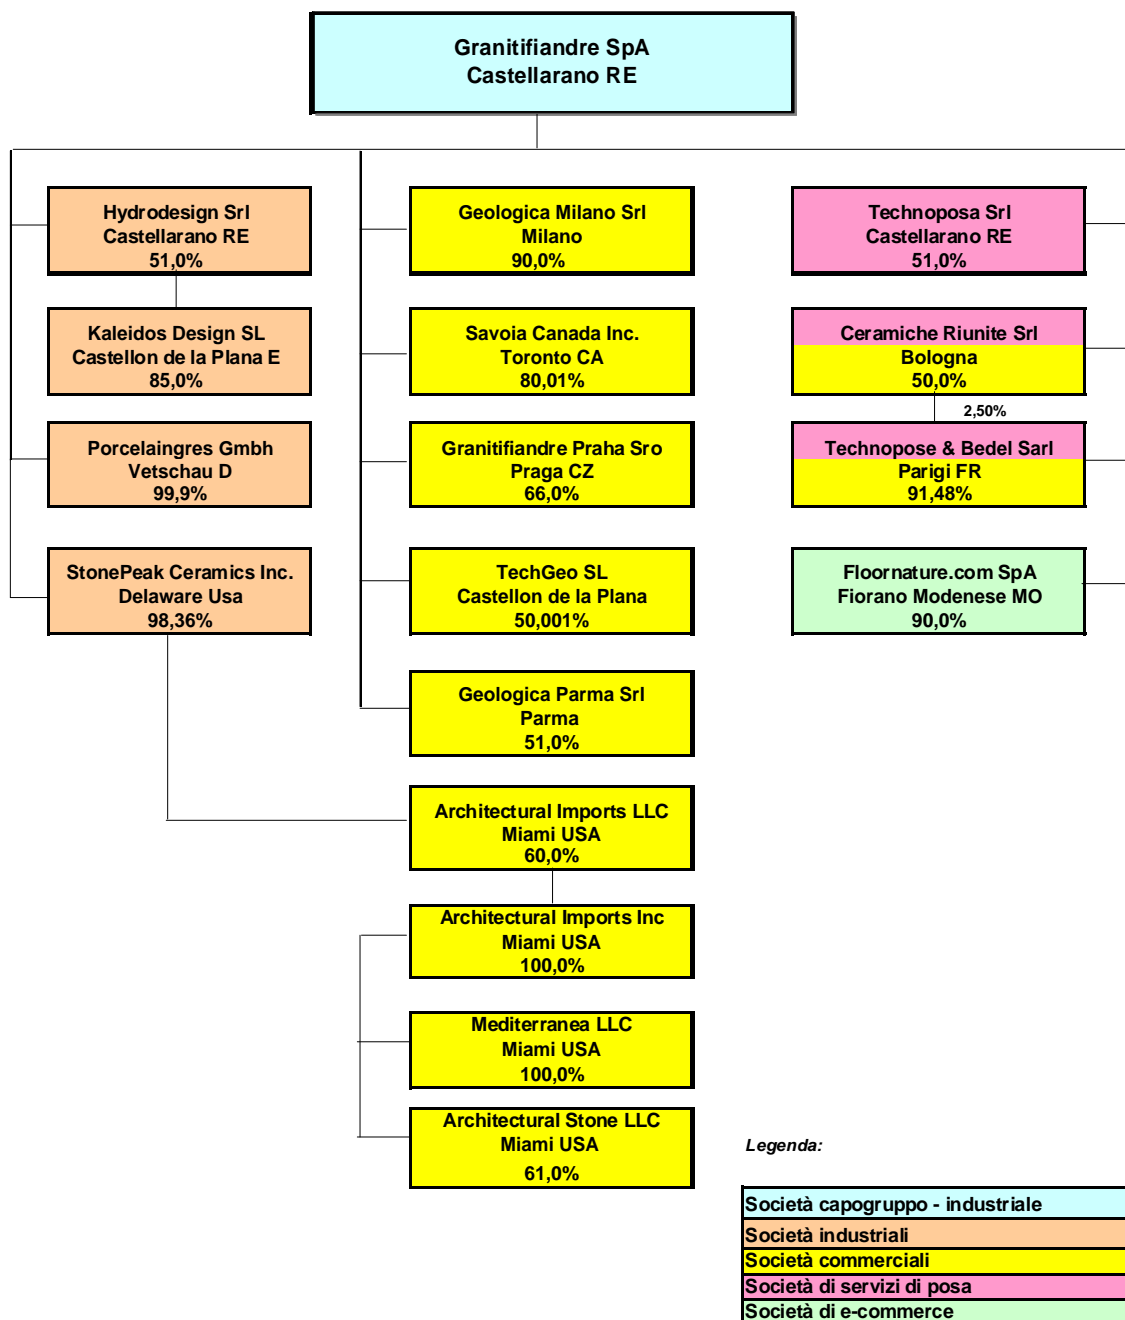 Granitifiandre SpA
Castellarano RE
Hydrodesign Srl
Castellarano RE
51,0%
Kaleidos Design SL
Castellon de la Plana E
85,0%
Porcelaingres Gmbh
Vetschau D
99,9%
StonePeak Ceramics Inc.
Delaware Usa
98,36%
Geologica Milano Srl
Milano
90,0%
Savoia Canada Inc.
Toronto CA
80,01%
Granitifiandre Praha Sro
Praga CZ
66,0%
TechGeo SL
Castellon de la Plana
50,001%
Geologica Parma Srl
Parma
51,0%
Architectural Imports LLC
Miami USA
60,0%
Architectural Imports Inc
Miami USA
100,0%
Mediterranea LLC
Miami USA
100,0%
Architectural Stone LLC
Miami USA
61,0%
Technoposa Srl
Castellarano RE
51,0%
Ceramiche Riunite Srl
Bologna
50,0%
2,50%
Technopose & Bedel Sarl
Parigi FR
91,48%
Floornature.com SpA
Fiorano Modenese MO
90,0%
Legenda:
Società capogruppo - industriale
Società industriali
Società commerciali
Società di servizi di posa
Società di e-commerce